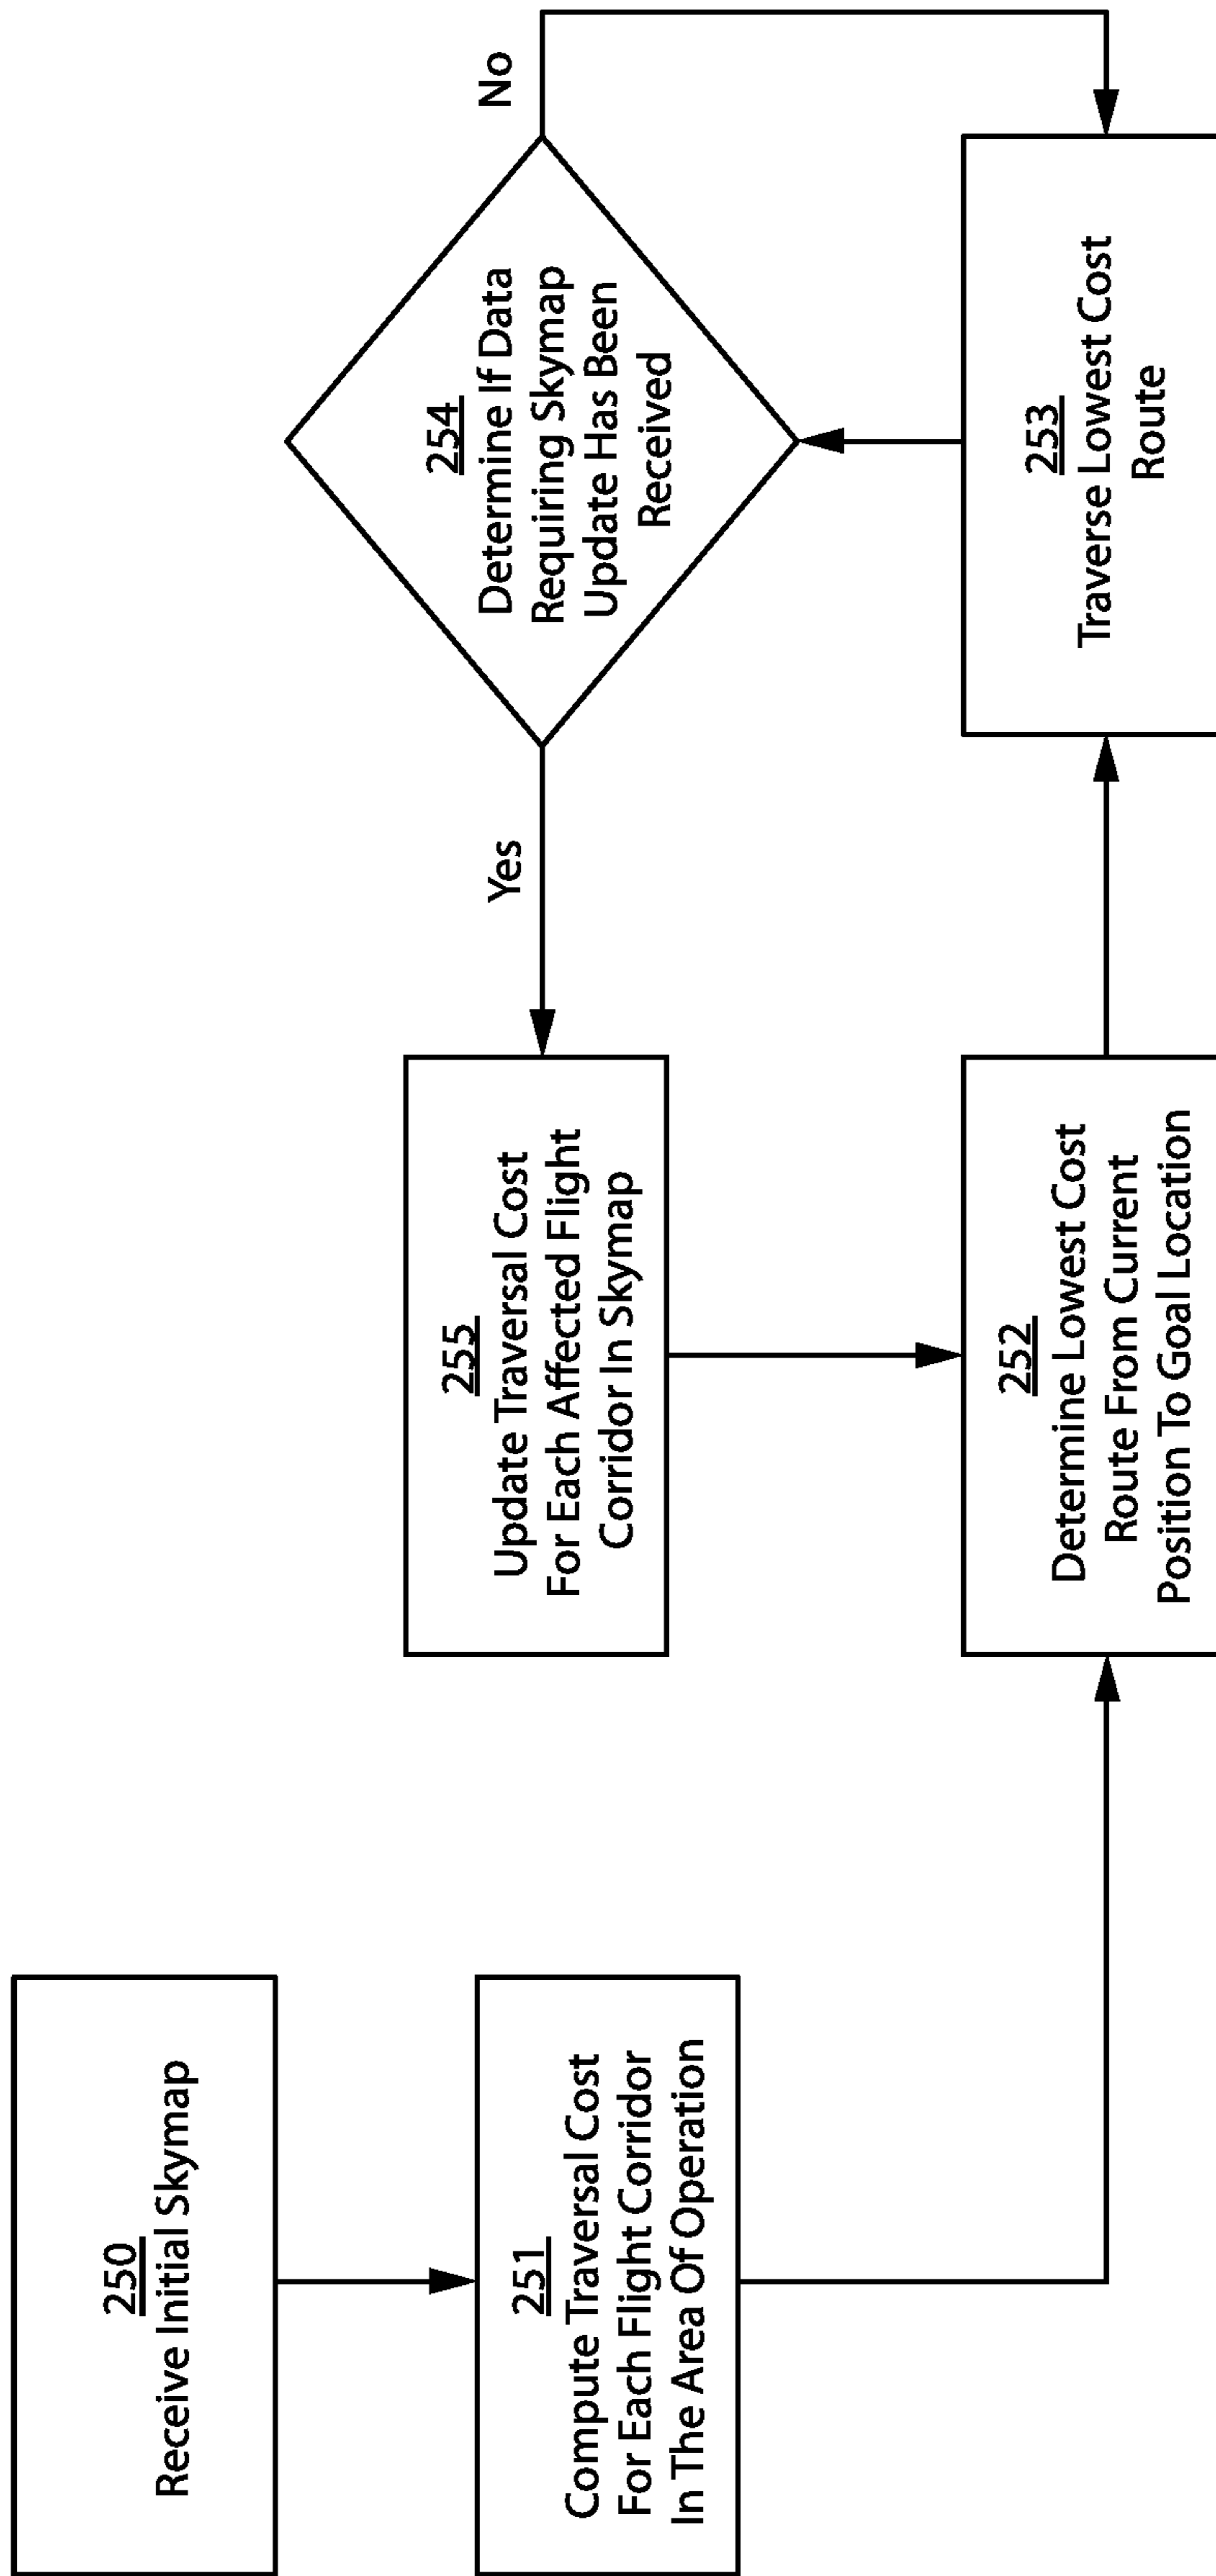 250
Receive Initial Skymap
251
Compute Traversal Cost
For Each Flight Corridor
In The Area Of Operation
252
Determine Lowest Cost
Route From Current
Position To Goal Location
253
Traverse Lowest Cost
Route
254
Determine If Data
Requiring Skymap
Update Has Been
Received
No
Yes
255
Update Traversal Cost
For Each Affected Flight
Corridor In Skymap